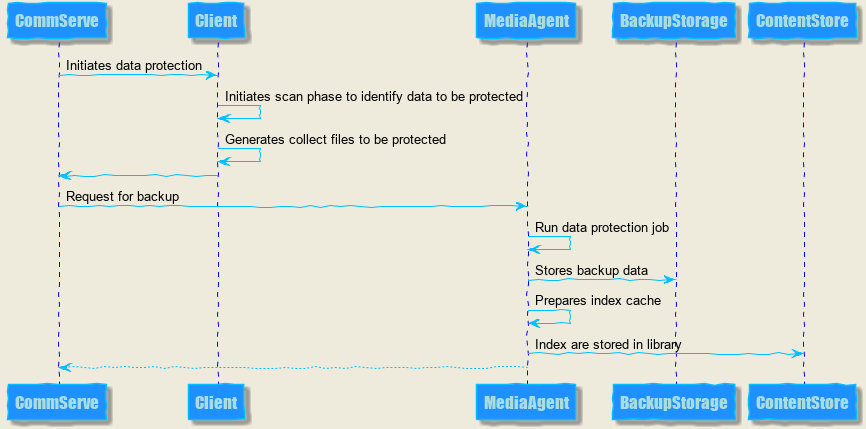 CommServe
Client
MediaAgent
BackupStorage
ContentStore
Initiates data protection
Initiates scan phase to identify data to be protected
Generates collect files to be protected
Request for backup
Run data protection job
Stores backup data
Prepares index cache
Index are stored in library
CommServe
Client
MediaAgent
BackupStorage
ContentStore